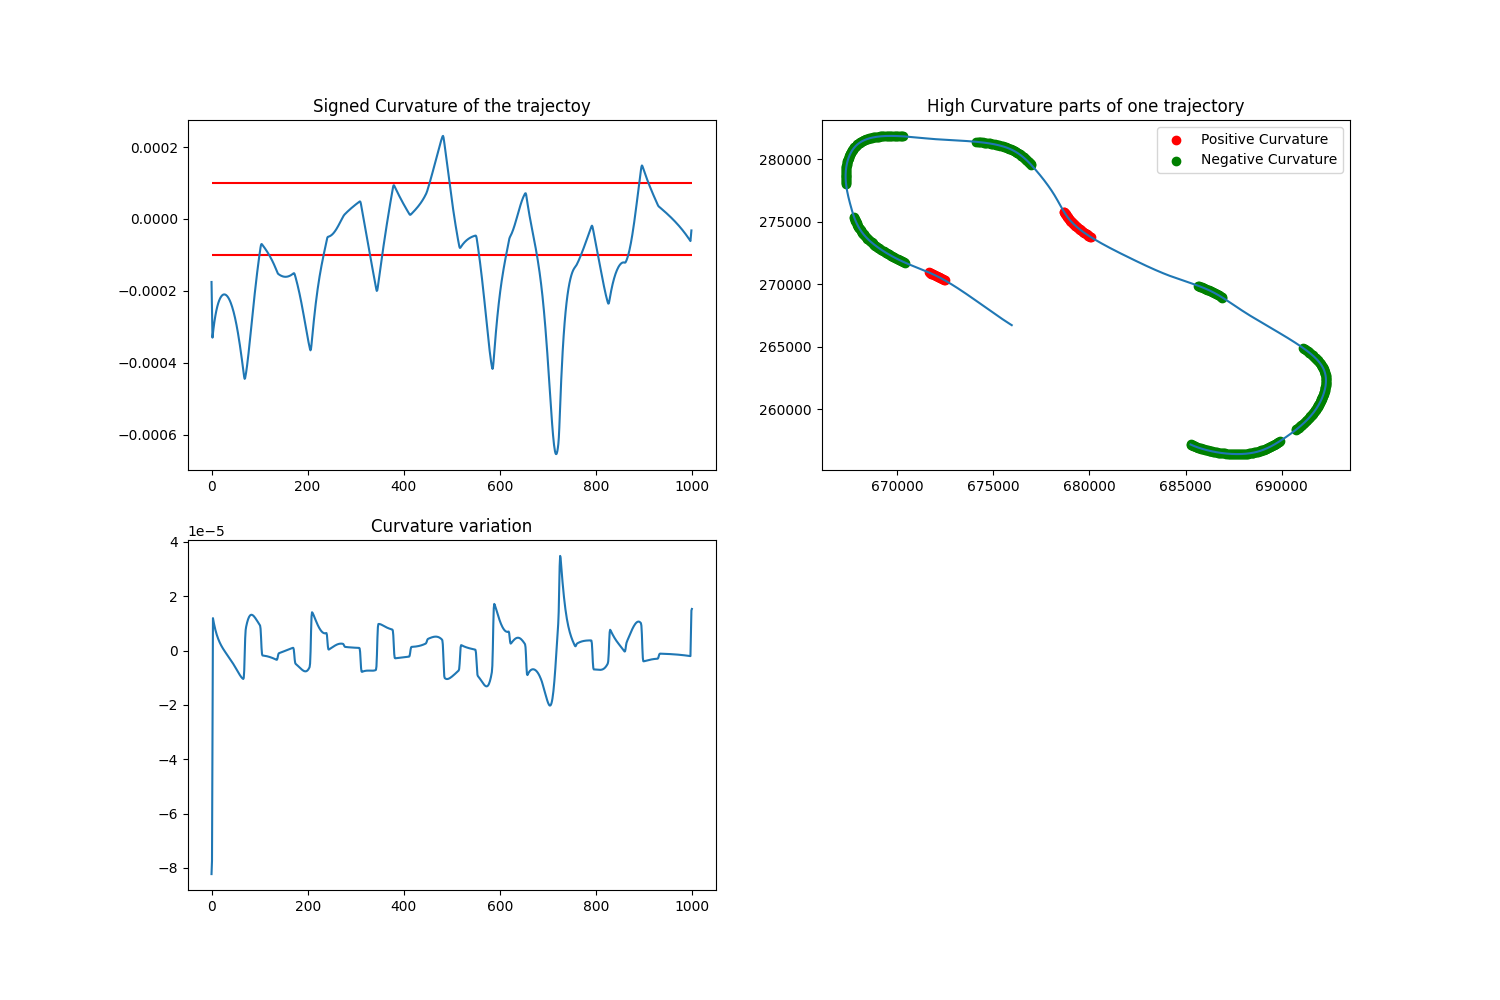 Signed Curvature of the trajectoy
0.0002
0.0000
−0.0002
−0.0004
−0.0006
0 200 400 600 800 1000
High Curvature parts of one trajectory
Positive Curvature
Negative Curvature
280000
275000
270000
265000
260000
670000 675000 680000 685000 690000
Curvature variation
1e−5
4
2
0
−2
−4
−6
−8
0 200 400 600 800 1000